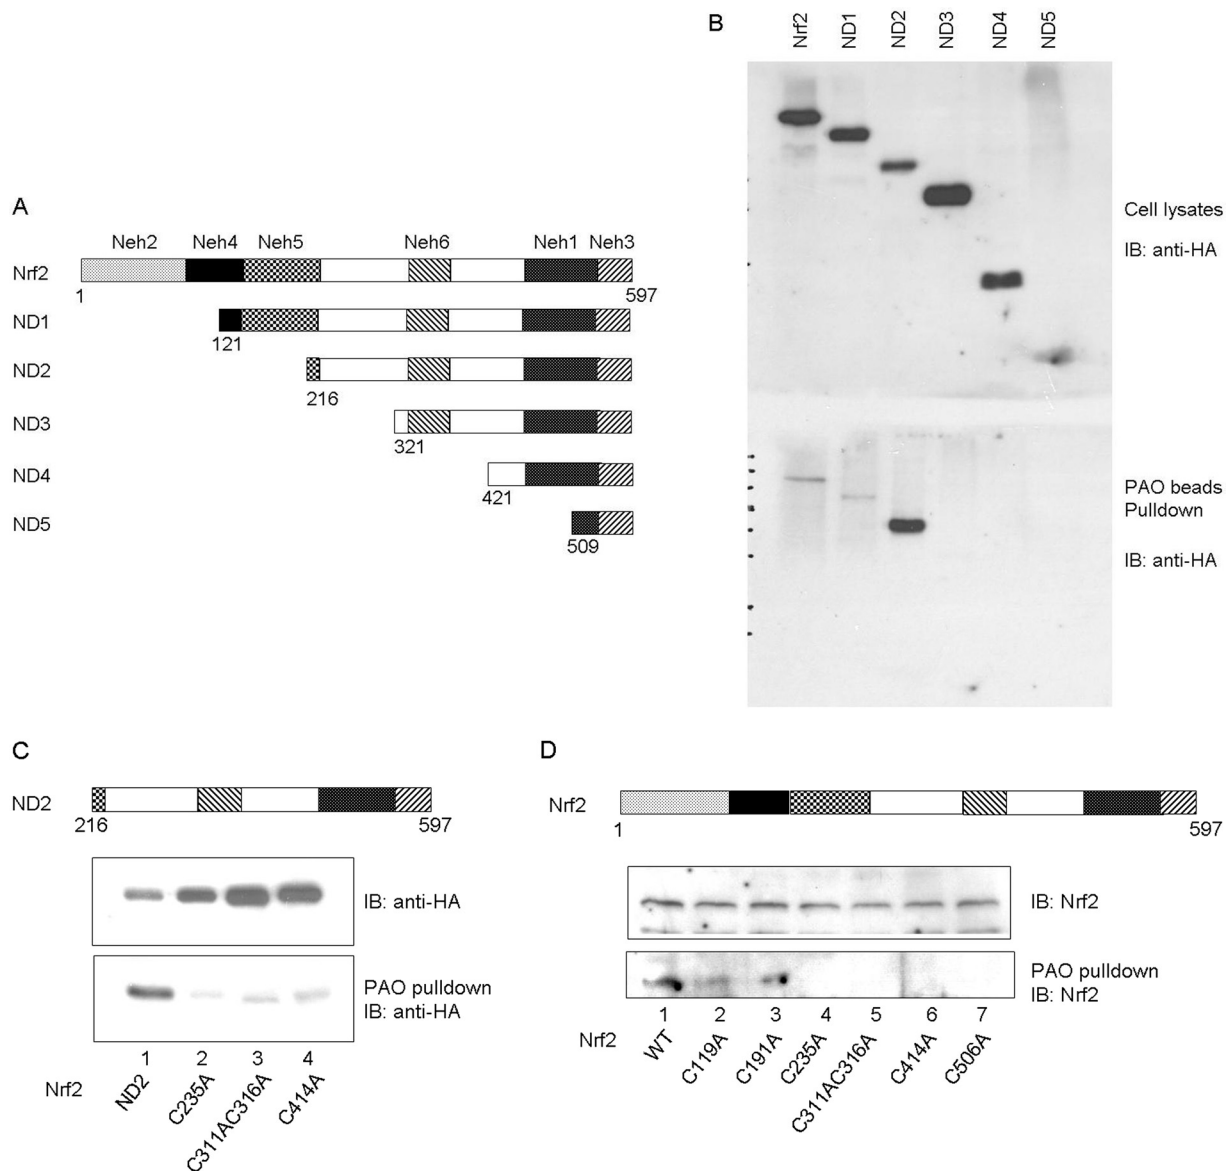 A
Neh2 Neh4 Neh5 Neh6 Neh1 Neh3
Nrf2
1 597
ND1
121
ND2
216
ND3
321
ND4
421
ND5
509
B
Nrf2 ND1 ND2 ND3 ND4 ND5
Cell lysates
IB: anti-HA
PAO beads
Pulldown
IB: anti-HA
C
ND2
216 597
IB: anti-HA
PAO pulldown
IB: anti-HA
1 2 3 4
Nrf2 ND2 C235A C311AC316A C414A
D
Nrf2
1 597
IB: Nrf2
PAO pulldown
IB: Nrf2
1 2 3 4 5 6 7
Nrf2 WT C119A C191A C235A C311AC316A C414A C506A